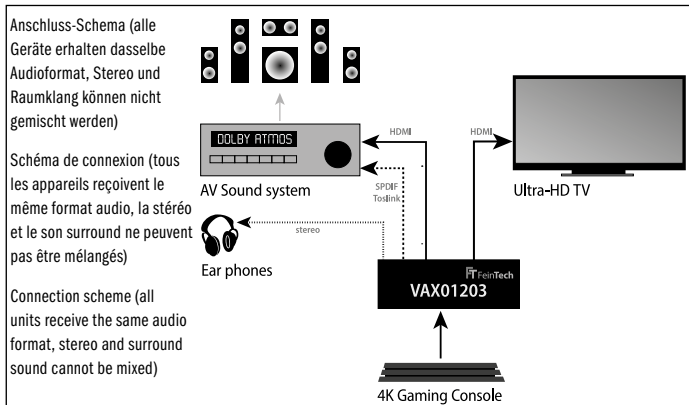 Anschluss-Schema (alle
Geräte erhalten dasselbe
Audioformat, Stereo und
Raumklang können nicht
gemischt werden)
Schéma de connexion (tous
les appareils reçoivent le
même format audio, la stéréo
et le son surround ne peuvent
pas être mélangés)
Connection scheme (all
units receive the same audio
format, stereo and surround
sound cannot be mixed)
DOLBY ATMOS
AV Sound system
HDMI
HDMI
SPDIF
Toslink
Ultra-HD TV
stereo
Ear phones
FT FeinTech
VAX01203
4K Gaming Console